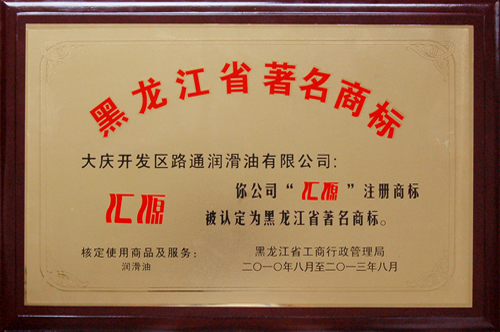 黑龙江省著名商标
大庆开发区路通润滑油有限公司:
汇源
你公司“汇源”注册商标
被认定为黑龙江省著名商标。
核定使用商品及服务:
润滑油
黑龙江省工商行政管理局
二〇一〇年八月至二〇一三年八月